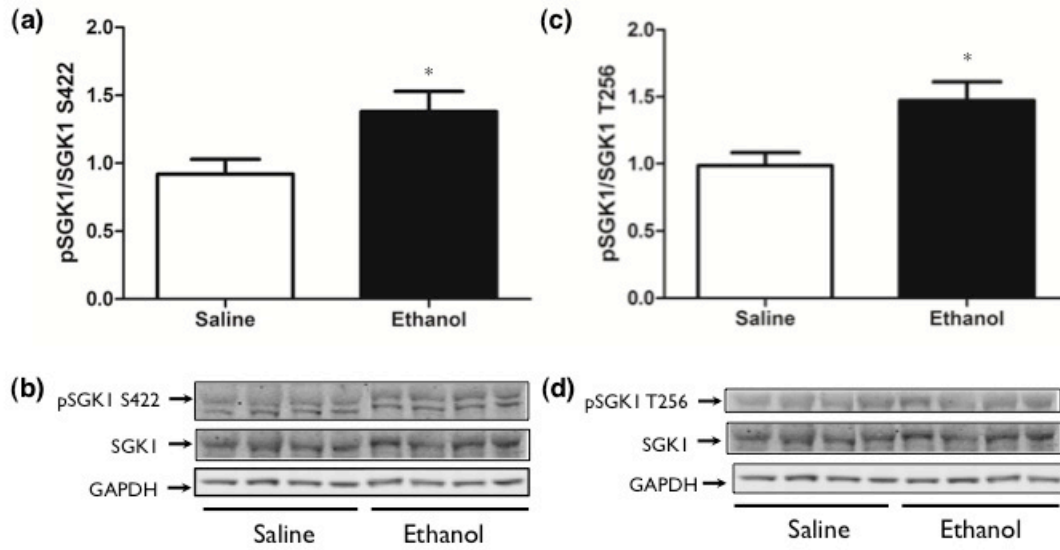 (a)
2.0
1.5
1.0
0.5
0.0
pSGK1/SGK1 S422
*
Saline Ethanol
(c)
2.0
1.5
1.0
0.5
0.0
pSGK1/SGK1 T256
*
Saline Ethanol
(b)
pSGK1 S422
SGK1
GAPDH
Saline Ethanol
(d)
pSGK1 T256
SGK1
GAPDH
Saline Ethanol